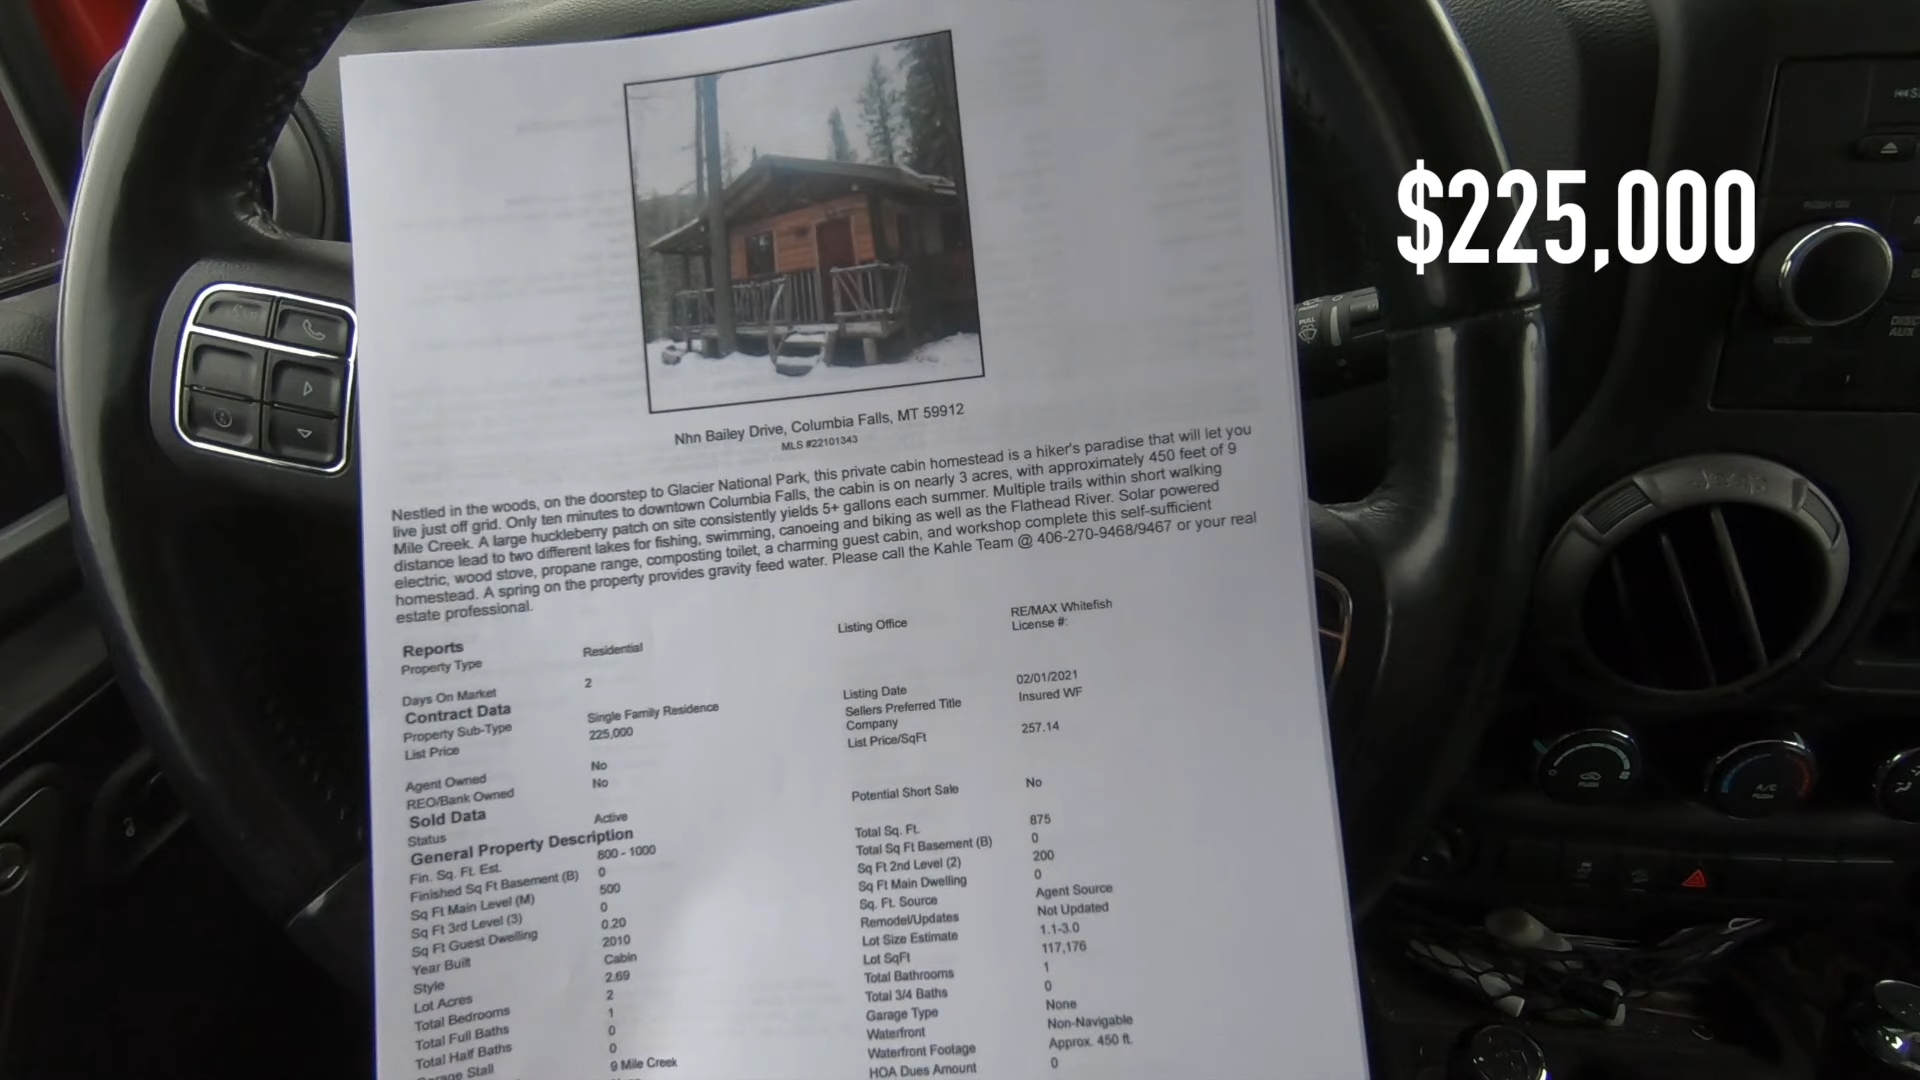 $225,000
Nhn Bailey Drive, Columbia Falls, MT 59912
MLS #22101343
Nestled in the woods, on the doorstep to Glacier National Park, this private cabin homestead is a hiker's paradise that will let you
live just off grid. Only ten minutes to downtown Columbia Falls, the cabin is on nearly 3 acres, with approximately 450 feet of 9
Mile Creek. A large huckleberry patch on site consistently yields 5+ gallons each summer. Multiple trails within short walking
distance lead to two different lakes for fishing, swimming, canoeing and biking as well as the Flathead River. Solar powered
electric, wood stove, propane range, composting toilet, a charming guest cabin, and workshop complete this self-sufficient
homestead. A spring on the property provides gravity feed water. Please call the Kahle Team @ 406-270-9468/9467 or your real
estate professional.
Reports
Property Type Residential Listing Office RE/MAX Whitefish
License #:
Days On Market 2 Listing Date 02/01/2021
Contract Data Sellers Preferred Title Insured WF
Company
Property Sub-Type Single Family Residence List Price/SqFt 257.14
List Price 225,000
Agent Owned No
REO/Bank Owned No Potential Short Sale No
Sold Data
Status Active
General Property Description
Fin. Sq. Ft. Est. 800 - 1000 Total Sq. Ft. 875
Finished Sq Ft Basement (B) 0 Total Sq Ft Basement (B) 0
Sq Ft Main Level (M) 500 Sq Ft 2nd Level (2) 200
Sq Ft 3rd Level (3) 0 Sq Ft Main Dwelling 0
Sq Ft Guest Dwelling 0.20 Sq. Ft. Source Agent Source
Year Built 2010 Remodel/Updates Not Updated
Style Cabin Lot Size Estimate 1.1-3.0
Lot Acres 2.69 Lot SqFt 117,176
Total Bedrooms 2 Total Bathrooms 1
Total Full Baths 1 Total 3/4 Baths 0
Total Half Baths 0 Garage Type None
Garage Stall 0 Waterfront Non-Navigable
9 Mile Creek Waterfront Footage Approx. 450 ft.
HOA Dues Amount 0
PULL
Jeep
A/C
PUSH
PUSH
VOLUME
PUSH ON
AUX